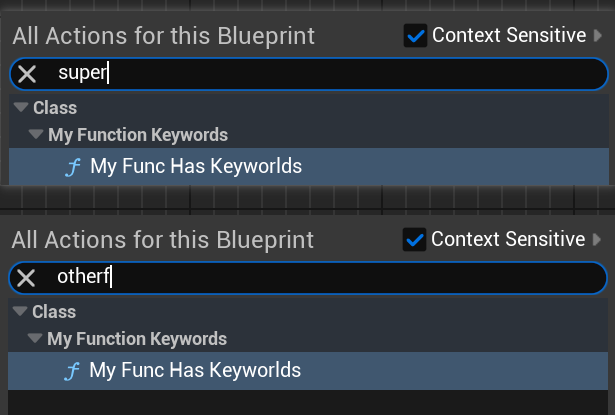 All Actions for this Blueprint Context Sensitive
super
Class
My Function Keywords
f My Func Has Keyworlds
All Actions for this Blueprint Context Sensitive
otherf
Class
My Function Keywords
f My Func Has Keyworlds